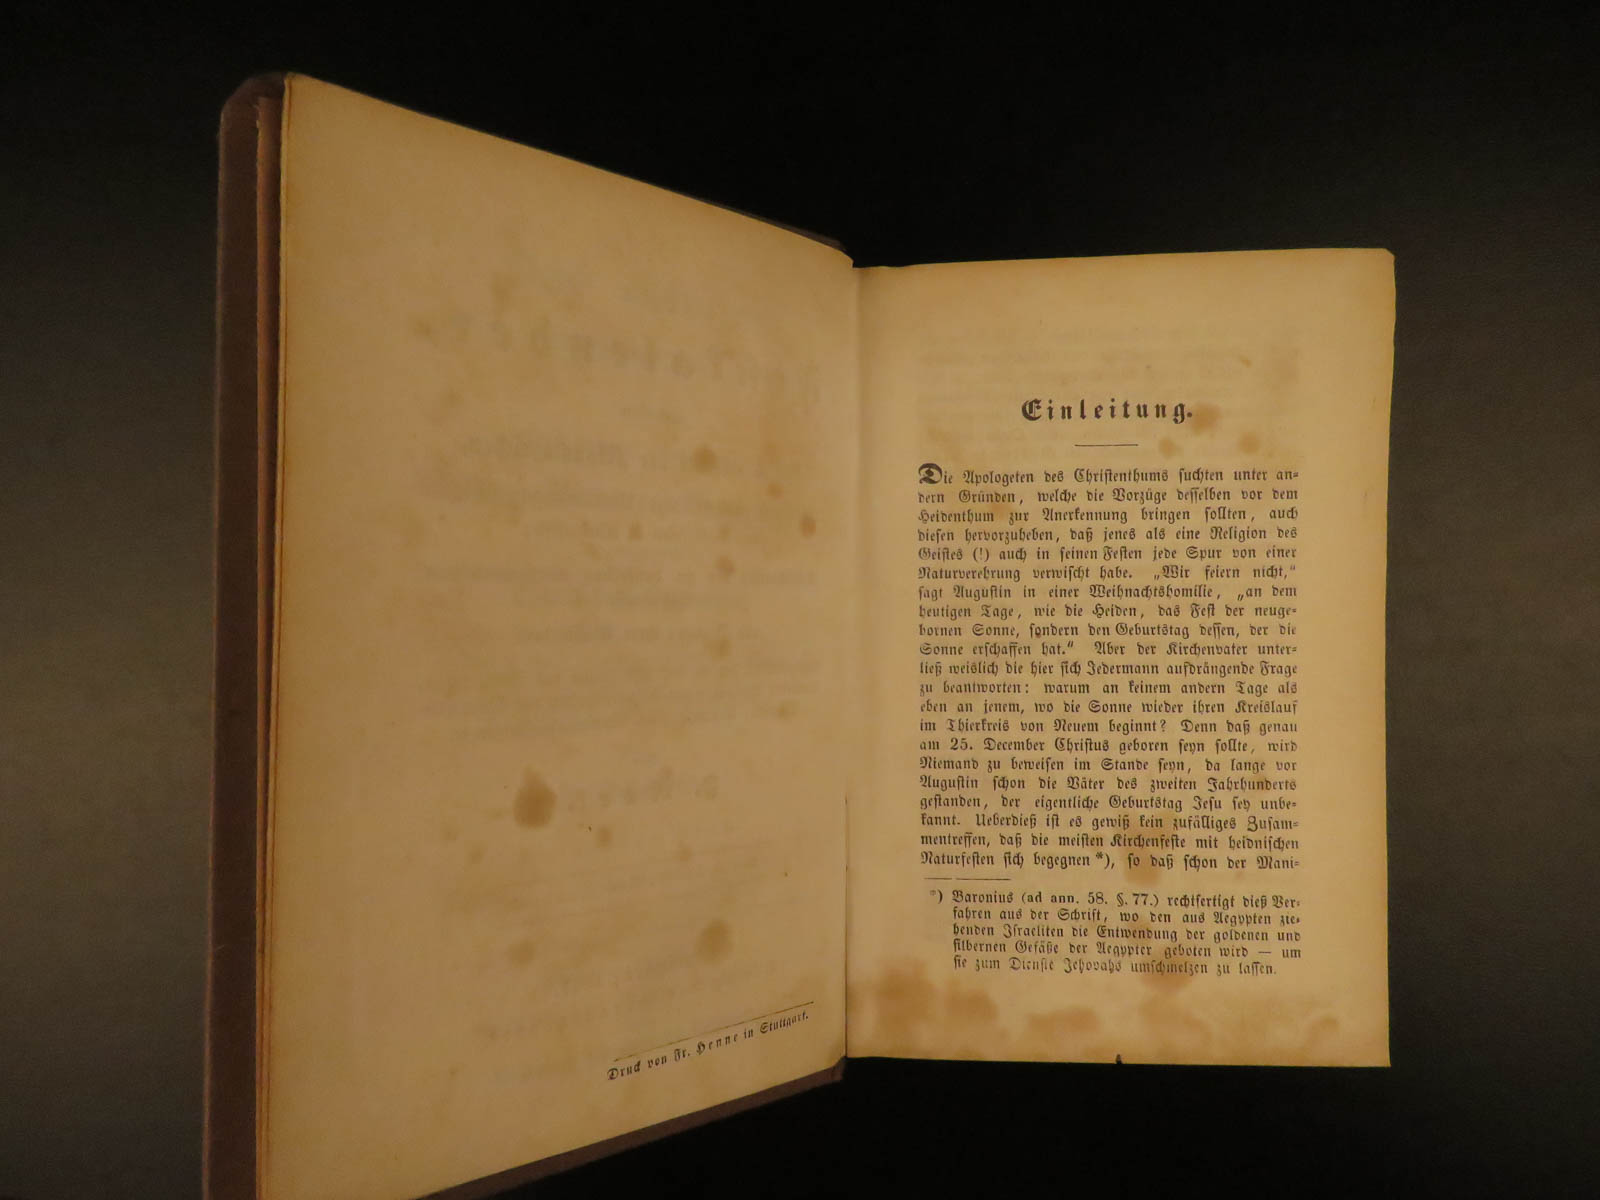 Druck von Fr. Henne in Stuttgart.
Einleitung.
Die Apologeten des Christenthums suchten unter an=
dern Gründen, welche die Vorzüge desselben vor dem
Heidenthum zur Anerkennung bringen sollten, auch
diesen hervorzuheben, daß jenes als eine Religion des
Geistes (!) auch in seinen Festen jede Spur von einer
Naturverehrung verwischt habe. „Wir feiern nicht,“
sagt Augustin in einer Weihnachtshomilie, „an dem
heutigen Tage, wie die Heiden, das Fest der neuge=
bornen Sonne, sondern den Geburtstag dessen, der die
Sonne erschaffen hat.“ Aber der Kirchenvater unter=
ließ weislich die hier sich Jedermann aufdrängende Frage
zu beantworten: warum an keinem andern Tage als
eben an jenem, wo die Sonne wieder ihren Kreislauf
im Thierkreis von Neuem beginnt? Denn daß genau
am 25. December Christus geboren seyn sollte, wird
Niemand zu beweisen im Stande seyn, da lange vor
Augustin schon die Väter des zweiten Jahrhunderts
gestanden, der eigentliche Geburtstag Jesu sey unbe=
kannt. Ueberdieß ist es gewiß kein zufälliges Zusam=
mentreffen, daß die meisten Kirchenfeste mit heidnischen
Naturfesten sich begegnen *), so daß schon der Mani=
*) Baronius (ad ann. 58. §. 77.) rechtfertigt dieß Ver=
fahren aus der Schrift, wo den aus Aegypten zie=
henden Israeliten die Entwendung der goldenen und
silbernen Gefäße der Aegypter geboten wird — um
sie zum Dienste Jehovahs umschmelzen zu lassen.